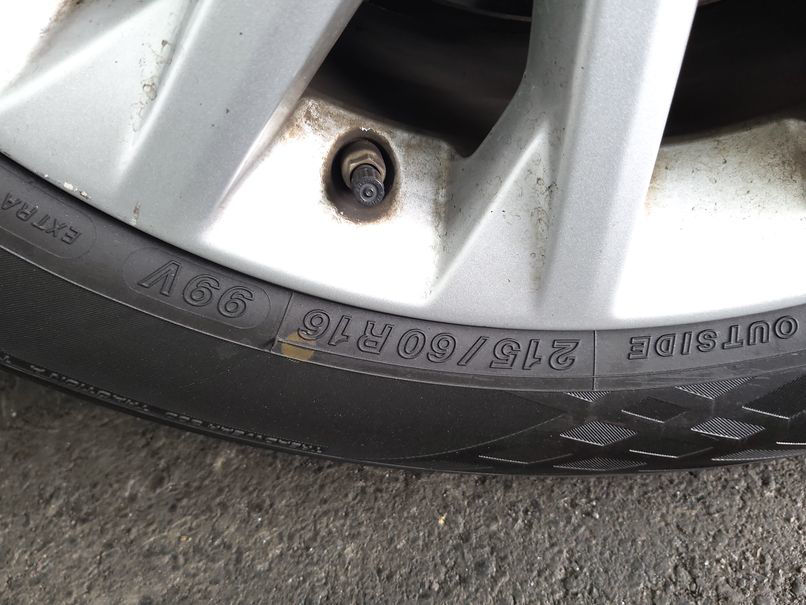 OUTSIDE
215/60R16
99V
EXTRA